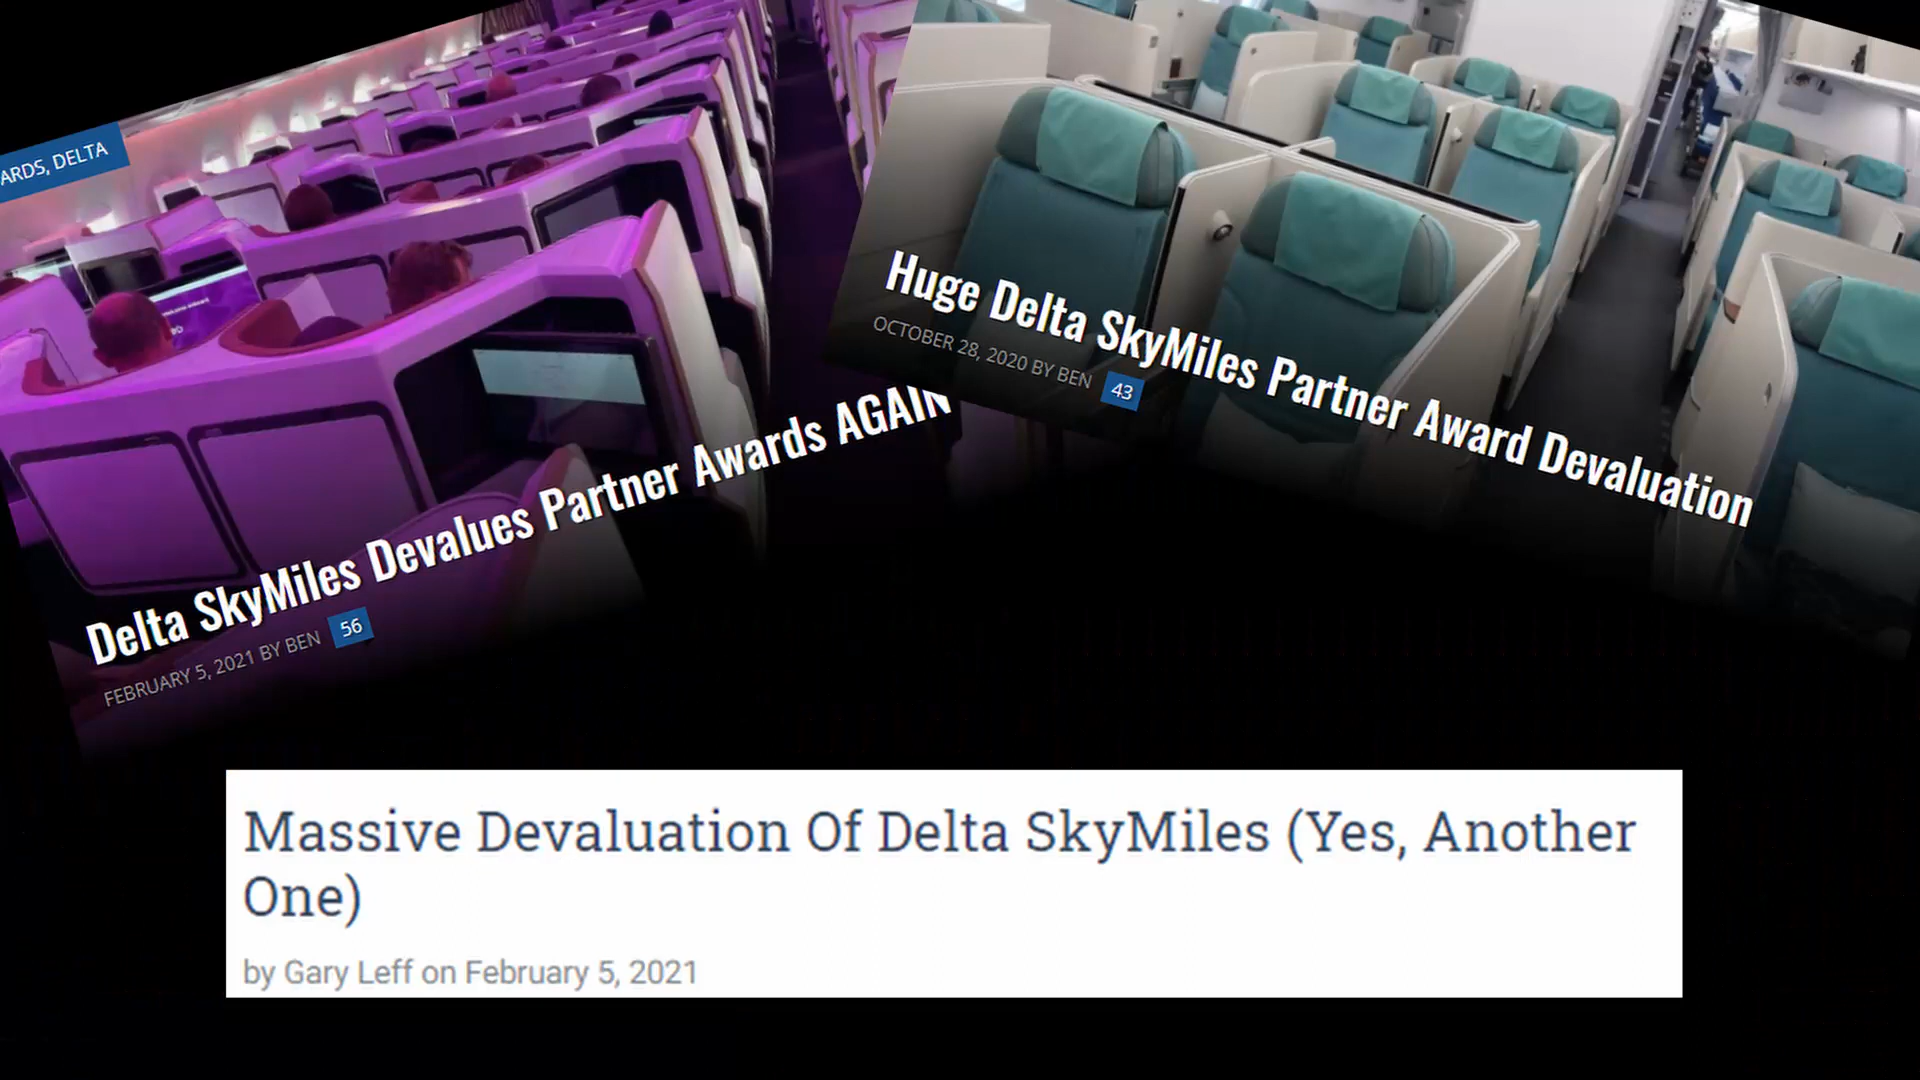 ARDS, DELTA
Delta SkyMiles Devalues Partner Awards AGAIN
FEBRUARY 5, 2021 BY BEN 56
Huge Delta SkyMiles Partner Award Devaluation
OCTOBER 28, 2020 BY BEN 43
Massive Devaluation Of Delta SkyMiles (Yes, Another
One)
by Gary Leff on February 5, 2021